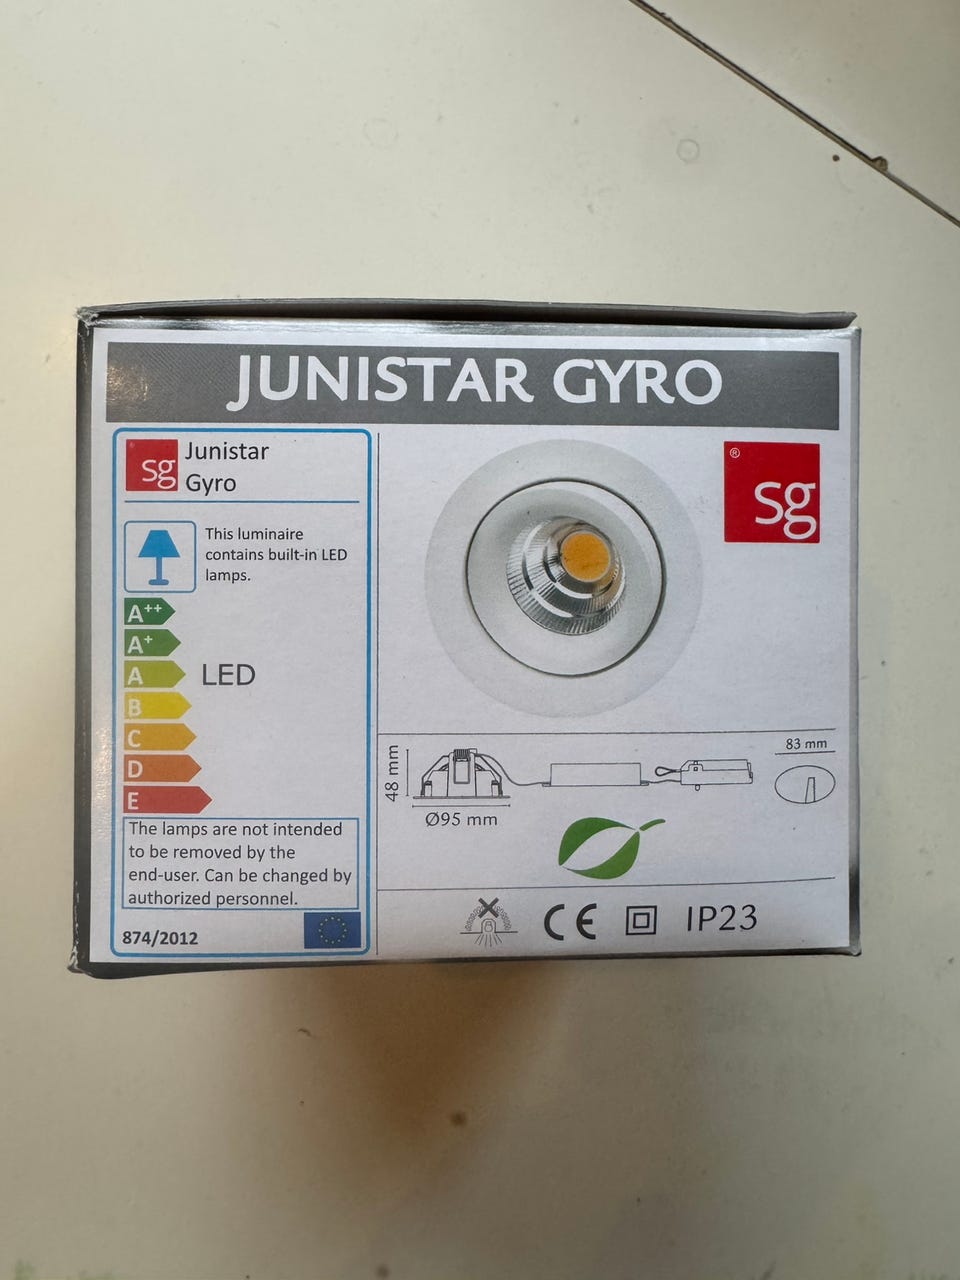 JUNISTAR GYRO
sg
Junistar
Gyro
This luminaire
contains built-in LED
lamps.
A++
A+
A
B
C
D
E
LED
The lamps are not intended
to be removed by the
end-user. Can be changed by
authorized personnel.
874/2012
®
sg
48 mm
Ø95 mm
83 mm
CE
IP23